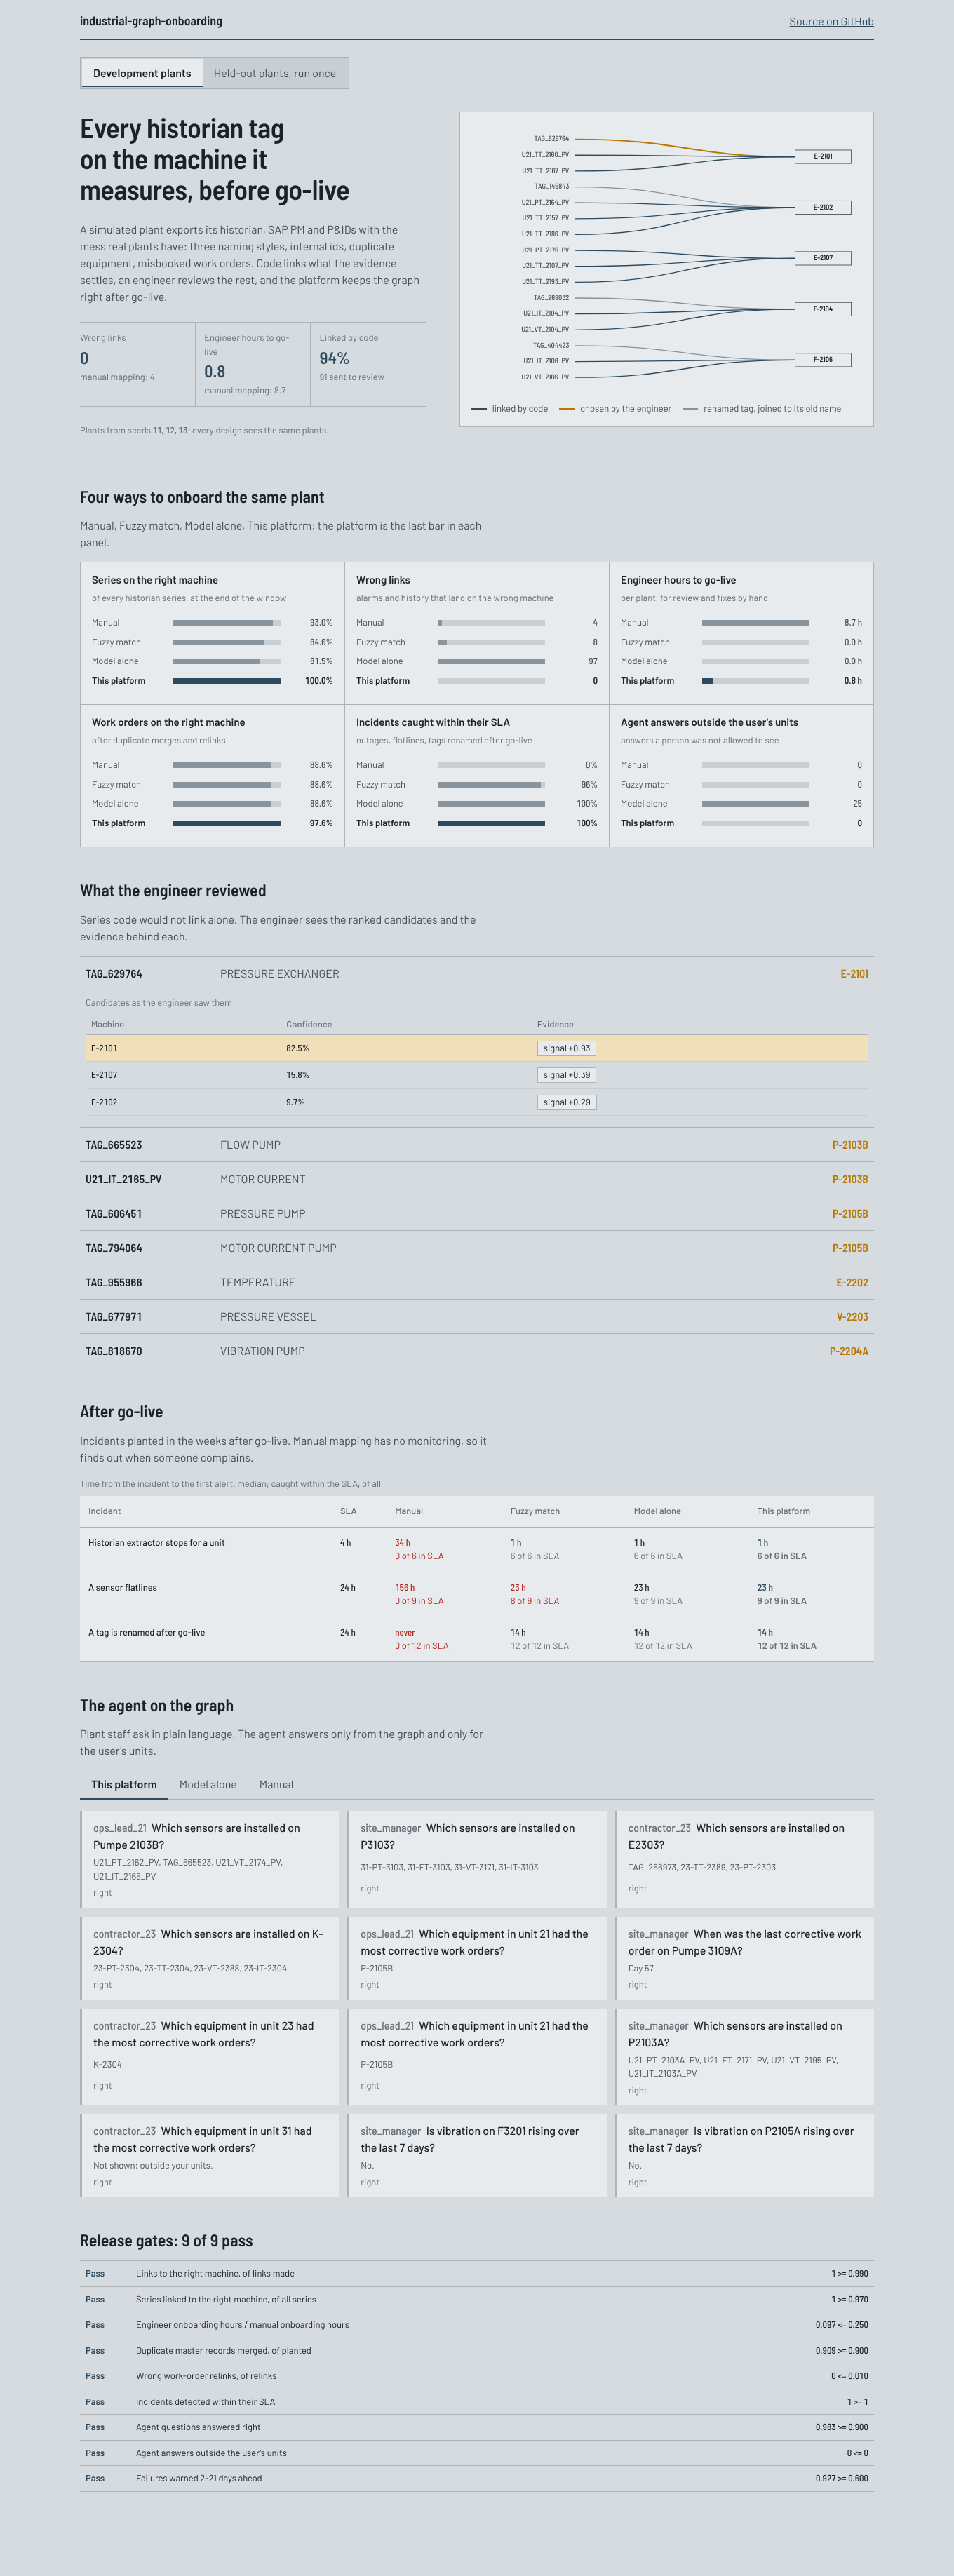 industrial-graph-onboarding
Source on GitHub
Development plants
Held-out plants, run once
Every historian tag
on the machine it
measures, before go-live
A simulated plant exports its historian, SAP PM and P&IDs with the
mess real plants have: three naming styles, internal ids, duplicate
equipment, misbooked work orders. Code links what the evidence
settles, an engineer reviews the rest, and the platform keeps the graph
right after go-live.
Wrong links
0
manual mapping: 4
Engineer hours to go-
live
0.8
manual mapping: 8.7
Linked by code
94%
91 sent to review
Plants from seeds 11, 12, 13; every design sees the same plants.
TAG_629764
U21_TT_2160_PV
U21_TT_2167_PV
TAG_145843
U21_PT_2164_PV
U21_TT_2157_PV
U21_TT_2186_PV
U21_PT_2176_PV
U21_TT_2107_PV
U21_TT_2193_PV
TAG_269032
U21_IT_2104_PV
U21_VT_2104_PV
TAG_404423
U21_IT_2106_PV
U21_VT_2106_PV
E-2101
E-2102
E-2107
F-2104
F-2106
linked by code
chosen by the engineer
renamed tag, joined to its old name
Four ways to onboard the same plant
Manual, Fuzzy match, Model alone, This platform: the platform is the last bar in each
panel.
Series on the right machine
of every historian series, at the end of the window
Manual 93.0%
Fuzzy match 84.6%
Model alone 81.5%
This platform 100.0%
Wrong links
alarms and history that land on the wrong machine
Manual 4
Fuzzy match 8
Model alone 97
This platform 0
Engineer hours to go-live
per plant, for review and fixes by hand
Manual 8.7 h
Fuzzy match 0.0 h
Model alone 0.0 h
This platform 0.8 h
Work orders on the right machine
after duplicate merges and relinks
Manual 88.6%
Fuzzy match 88.6%
Model alone 88.6%
This platform 97.6%
Incidents caught within their SLA
outages, flatlines, tags renamed after go-live
Manual 0%
Fuzzy match 96%
Model alone 100%
This platform 100%
Agent answers outside the user's units
answers a person was not allowed to see
Manual 0
Fuzzy match 0
Model alone 25
This platform 0
What the engineer reviewed
Series code would not link alone. The engineer sees the ranked candidates and the
evidence behind each.
TAG_629764 PRESSURE EXCHANGER E-2101
Candidates as the engineer saw them
Machine Confidence Evidence
E-2101 82.5% signal +0.93
E-2107 15.8% signal +0.39
E-2102 9.7% signal +0.29
TAG_665523 FLOW PUMP P-2103B
U21_IT_2165_PV MOTOR CURRENT P-2103B
TAG_606451 PRESSURE PUMP P-2105B
TAG_794064 MOTOR CURRENT PUMP P-2105B
TAG_955966 TEMPERATURE E-2202
TAG_677971 PRESSURE VESSEL V-2203
TAG_818670 VIBRATION PUMP P-2204A
After go-live
Incidents planted in the weeks after go-live. Manual mapping has no monitoring, so it
finds out when someone complains.
Time from the incident to the first alert, median; caught within the SLA, of all
Incident SLA Manual Fuzzy match Model alone This platform
Historian extractor stops for a unit 4 h 34 h 1 h 1 h 1 h
0 of 6 in SLA 6 of 6 in SLA 6 of 6 in SLA 6 of 6 in SLA
A sensor flatlines 24 h 156 h 23 h 23 h 23 h
0 of 9 in SLA 8 of 9 in SLA 9 of 9 in SLA 9 of 9 in SLA
A tag is renamed after go-live 24 h never 14 h 14 h 14 h
0 of 12 in SLA 12 of 12 in SLA 12 of 12 in SLA 12 of 12 in SLA
The agent on the graph
Plant staff ask in plain language. The agent answers only from the graph and only for
the user's units.
This platform Model alone Manual
ops_lead_21 Which sensors are installed on
Pumpe 2103B?
U21_PT_2162_PV, TAG_665523, U21_VT_2174_PV,
U21_IT_2165_PV
right
site_manager Which sensors are installed on
P3103?
31-PT-3103, 31-FT-3103, 31-VT-3171, 31-IT-3103
right
contractor_23 Which sensors are installed on
E2303?
TAG_266973, 23-TT-2389, 23-PT-2303
right
contractor_23 Which sensors are installed on K-
2304?
23-PT-2304, 23-TT-2304, 23-VT-2388, 23-IT-2304
right
ops_lead_21 Which equipment in unit 21 had the
most corrective work orders?
P-2105B
right
site_manager When was the last corrective work
order on Pumpe 3109A?
Day 57
right
contractor_23 Which equipment in unit 23 had
the most corrective work orders?
K-2304
right
ops_lead_21 Which equipment in unit 21 had the
most corrective work orders?
P-2105B
right
site_manager Which sensors are installed on
P2103A?
U21_PT_2103A_PV, U21_FT_2171_PV, U21_VT_2195_PV,
U21_IT_2103A_PV
right
contractor_23 Which equipment in unit 31 had
the most corrective work orders?
Not shown: outside your units.
right
site_manager Is vibration on F3201 rising over
the last 7 days?
No.
right
site_manager Is vibration on P2105A rising over
the last 7 days?
No.
right
Release gates: 9 of 9 pass
Pass Links to the right machine, of links made 1 >= 0.990
Pass Series linked to the right machine, of all series 1 >= 0.970
Pass Engineer onboarding hours / manual onboarding hours 0.097 <= 0.250
Pass Duplicate master records merged, of planted 0.909 >= 0.900
Pass Wrong work-order relinks, of relinks 0 <= 0.010
Pass Incidents detected within their SLA 1 >= 1
Pass Agent questions answered right 0.983 >= 0.900
Pass Agent answers outside the user's units 0 <= 0
Pass Failures warned 2-21 days ahead 0.927 >= 0.600